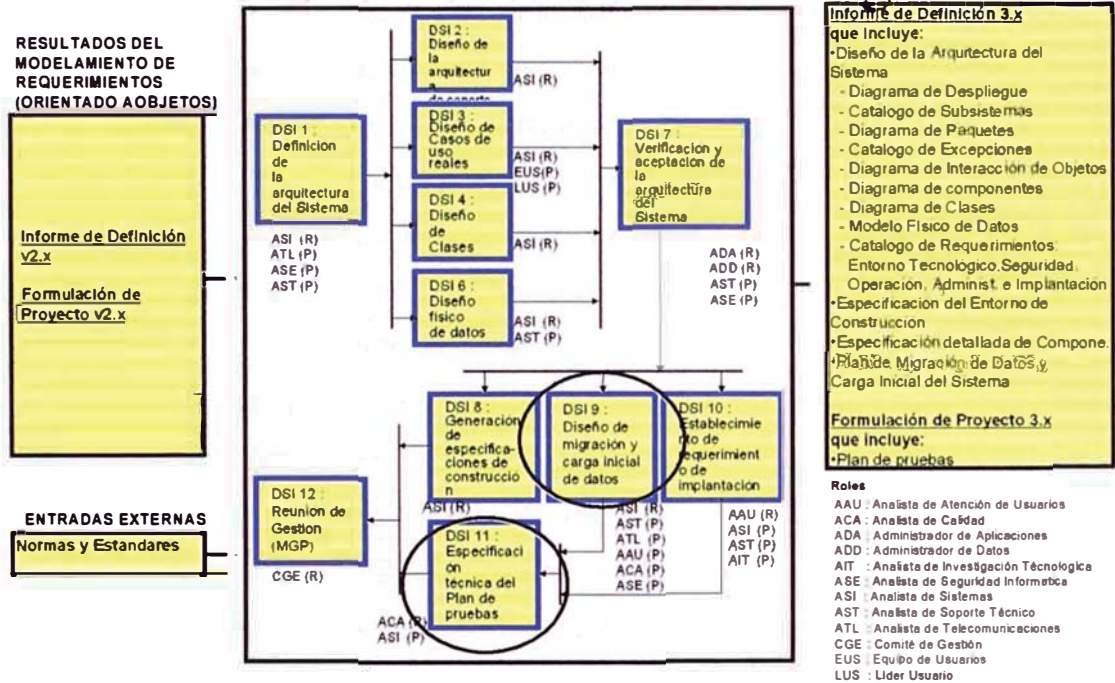 RESULTADOS DEL
MODELAMIENTO DE
REQUERIMIENTOS
(ORIENTADO AOBJETOS)
Informe de Definición
v2.x
Formulación de
Proyecto v2.x
ENTRADAS EXTERNAS
Normas y Estandares
DSI 1 :
Definicion
de
la
arquitectura
del Sistema
ASI (R)
ATL (P)
ASE (P)
AST (P)
DSI 2 :
Diseño de
la
arquitectur
a
ASI (R)
DSI 3 :
Diseño de
Casos de
uso
reales
ASI (R)
EUS(P)
LUS (P)
DSI 4 :
Diseño
de
Clases
ASI (R)
DSI 6 :
Diseño
fisico
de datos
ASI (R)
AST (P)
DSI 7 :
Verificacion y
aceptacion de
la
arquitectura
del
Sistema
ADA (R)
ADD (R)
AST (P)
ASE (P)
DSI 8 :
Generación
de
especifica-
ciones de
construcció
n
ASI (R)
DSI 9 :
Diseño de
migración y
carga inicial
de datos
ASI (R)
AST (P)
ATL (P)
AAU (P)
ACA (P)
ASE (P)
DSI 10 :
Establecimie
nto de
requerimient
o de
implantación
AAU (R)
ASI (P)
AST (P)
AIT (P)
DSI 11 :
Especificaci
ón
técnica del
Plan de
pruebas
ACA (R)
ASI (P)
DSI 12 :
Reunion de
Gestion
(MGP)
CGE (R)
Informe de Definición 3.x
que incluye:
•Diseño de la Arquitectura del
Sistema
- Diagrama de Despliegue
- Catalogo de Subsistemas
- Diagrama de Paquetes
- Catalogo de Excepciones
- Diagrama de Interacción de Objetos
- Diagrama de componentes
- Diagrama de Clases
- Modelo Fisico de Datos
- Catalogo de Requerimientos
Entorno Tecnológico,Seguridad,
Operación, Administ. e Implantación
•Especificacion del Entorno de
Construcción
•Especificación detallada de Compone.
•Plan de Migración de Datos y
Carga Inicial del Sistema
Formulación de Proyecto 3.x
que incluye:
•Plan de pruebas
Roles
AAU : Analista de Atención de Usuarios
ACA : Analista de Calidad
ADA : Administrador de Aplicaciones
ADD : Administrador de Datos
AIT : Analista de Investigación Técnologica
ASE : Analista de Seguridad Informatica
ASI : Analista de Sistemas
AST : Analista de Soporte Técnico
ATL : Analista de Telecomunicaciones
CGE : Comité de Gestión
EUS : Equipo de Usuarios
LUS : Lider Usuario